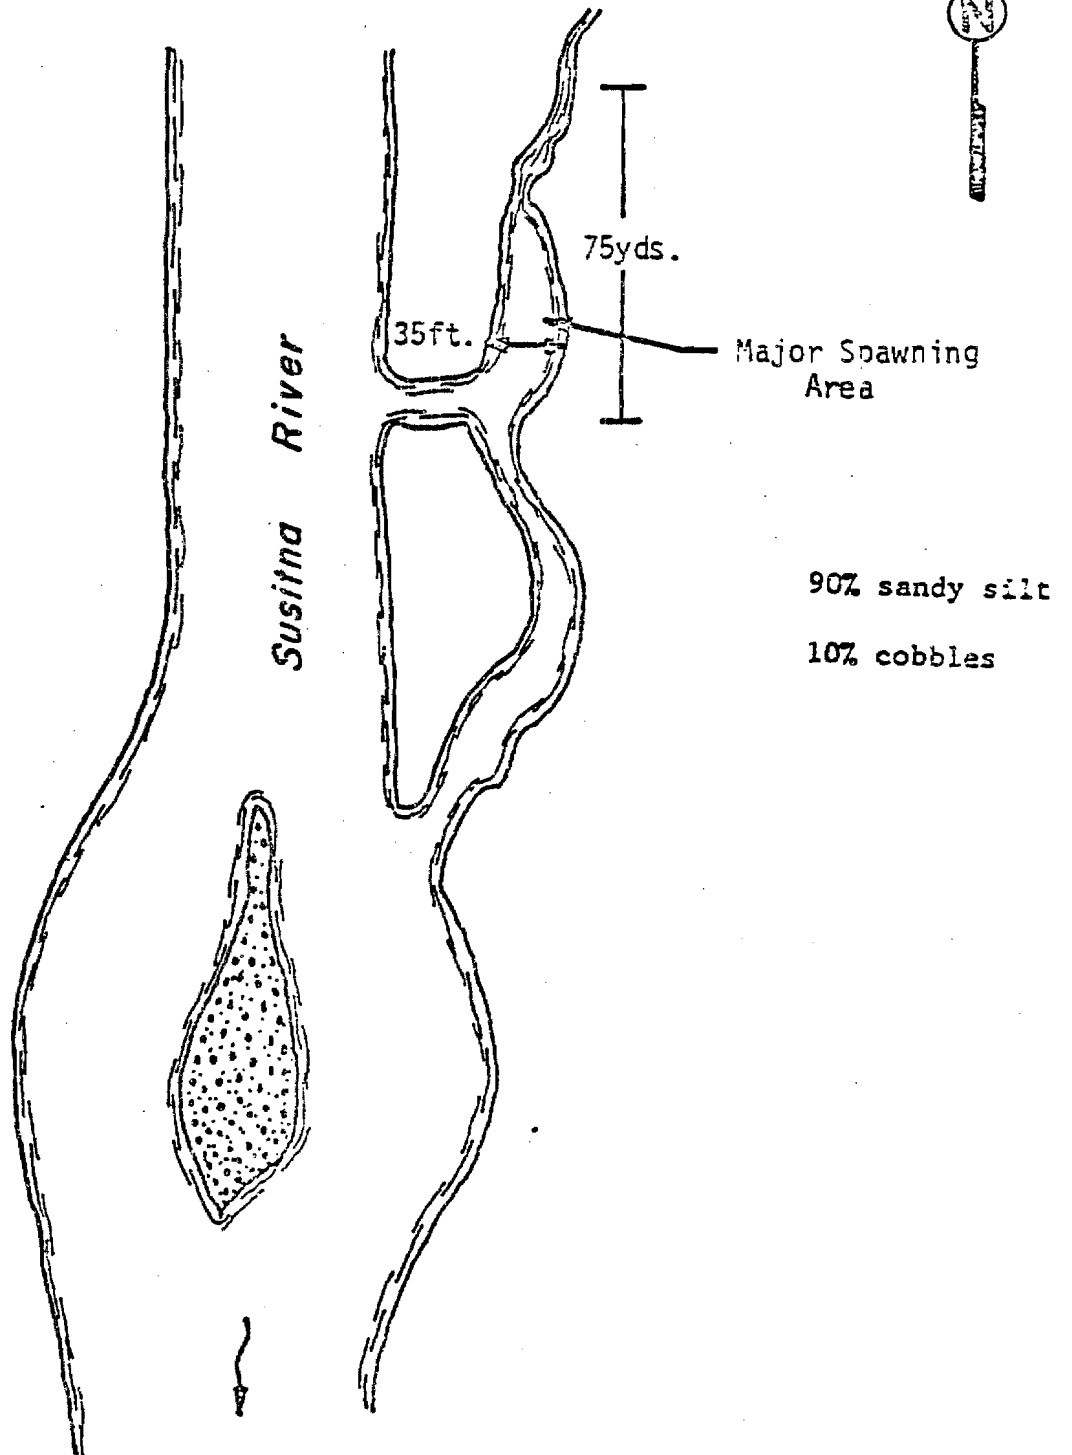 N
75yds.
35ft.
Major Spawning
Area
Susitna River
90% sandy silt
10% cobbles